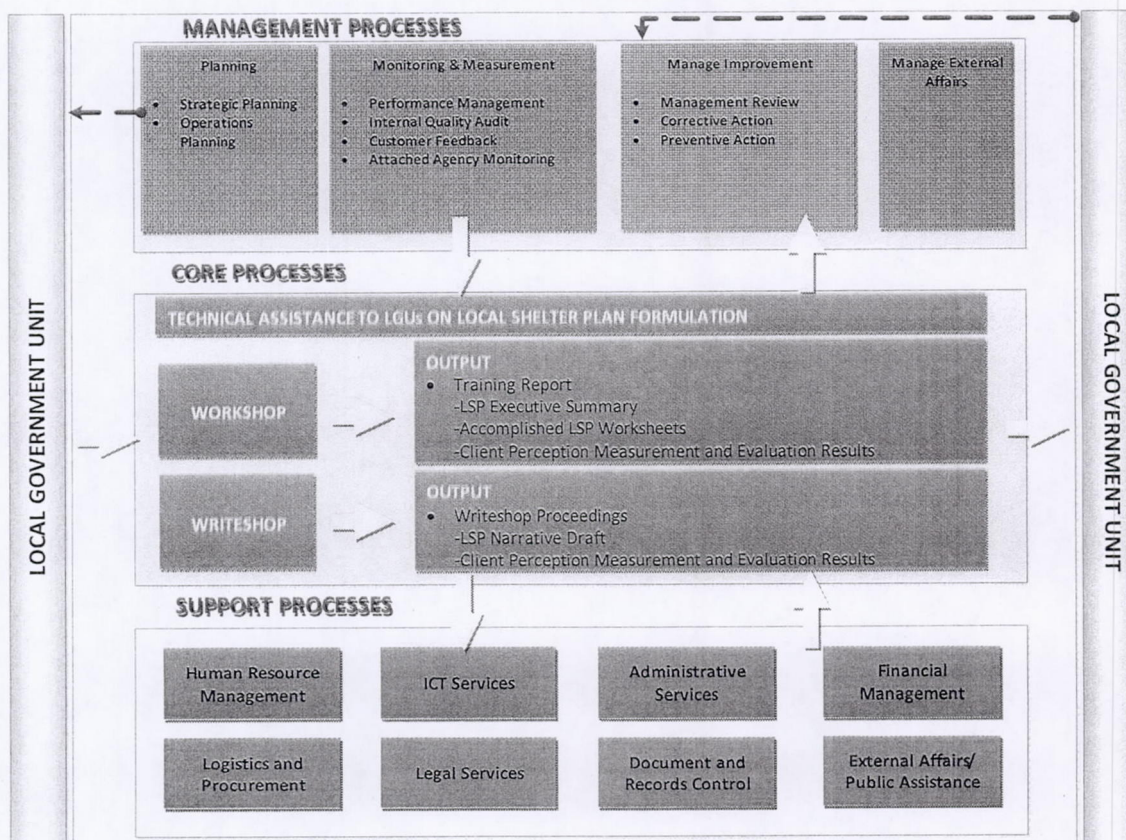 MANAGEMENT PROCESSES
Planning
• Strategic Planning
• Operations
Planning
Monitoring & Measurement
• Performance Management
• Internal Quality Audit
• Customer Feedback
• Attached Agency Monitoring
Manage Improvement
• Management Review
• Corrective Action
• Preventive Action
Manage External
Affairs
LOCAL GOVERNMENT UNIT
CORE PROCESSES
TECHNICAL ASSISTANCE TO LGUs ON LOCAL SHELTER PLAN FORMULATION
WORKSHOP
OUTPUT
• Training Report
-LSP Executive Summary
-Accomplished LSP Worksheets
-Client Perception Measurement and Evaluation Results
WRITESHOP
OUTPUT
• Writeshop Proceedings
-LSP Narrative Draft
-Client Perception Measurement and Evaluation Results
LOCAL GOVERNMENT UNIT
SUPPORT PROCESSES
Human Resource
Management
ICT Services
Administrative
Services
Financial
Management
Logistics and
Procurement
Legal Services
Document and
Records Control
External Affairs/
Public Assistance